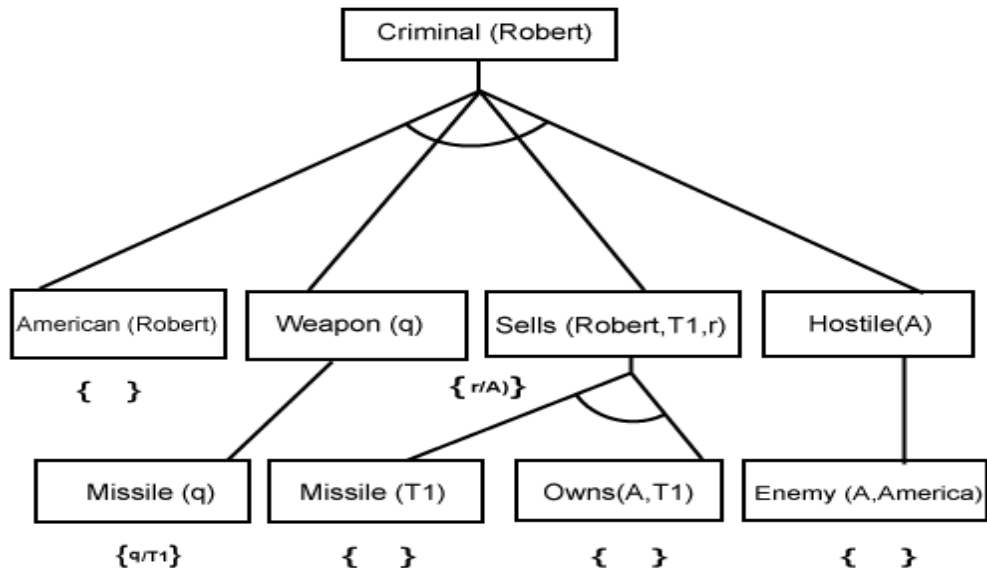 Criminal (Robert)
American (Robert)
Weapon (q)
Sells (Robert,T1,r)
Hostile(A)
{ }
{ r/A)}
Missile (q)
Missile (T1)
Owns(A,T1)
Enemy (A,America)
{q/T1}
{ }
{ }
{ }